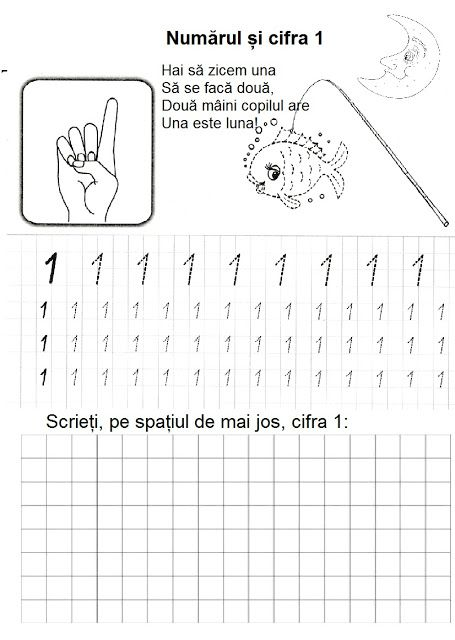 Numărul și cifra 1
Hai să zicem una
Să se facă două,
Două mâini copilul are
Una este luna!
1 1 1 1 1 1 1 1 1
1 1 1 1 1 1 1 1 1 1 1 1 1 1
1 1 1 1 1 1 1 1 1 1 1 1 1 1
1 1 1 1 1 1 1 1 1 1 1 1 1 1
Scrieți, pe spațiul de mai jos, cifra 1: